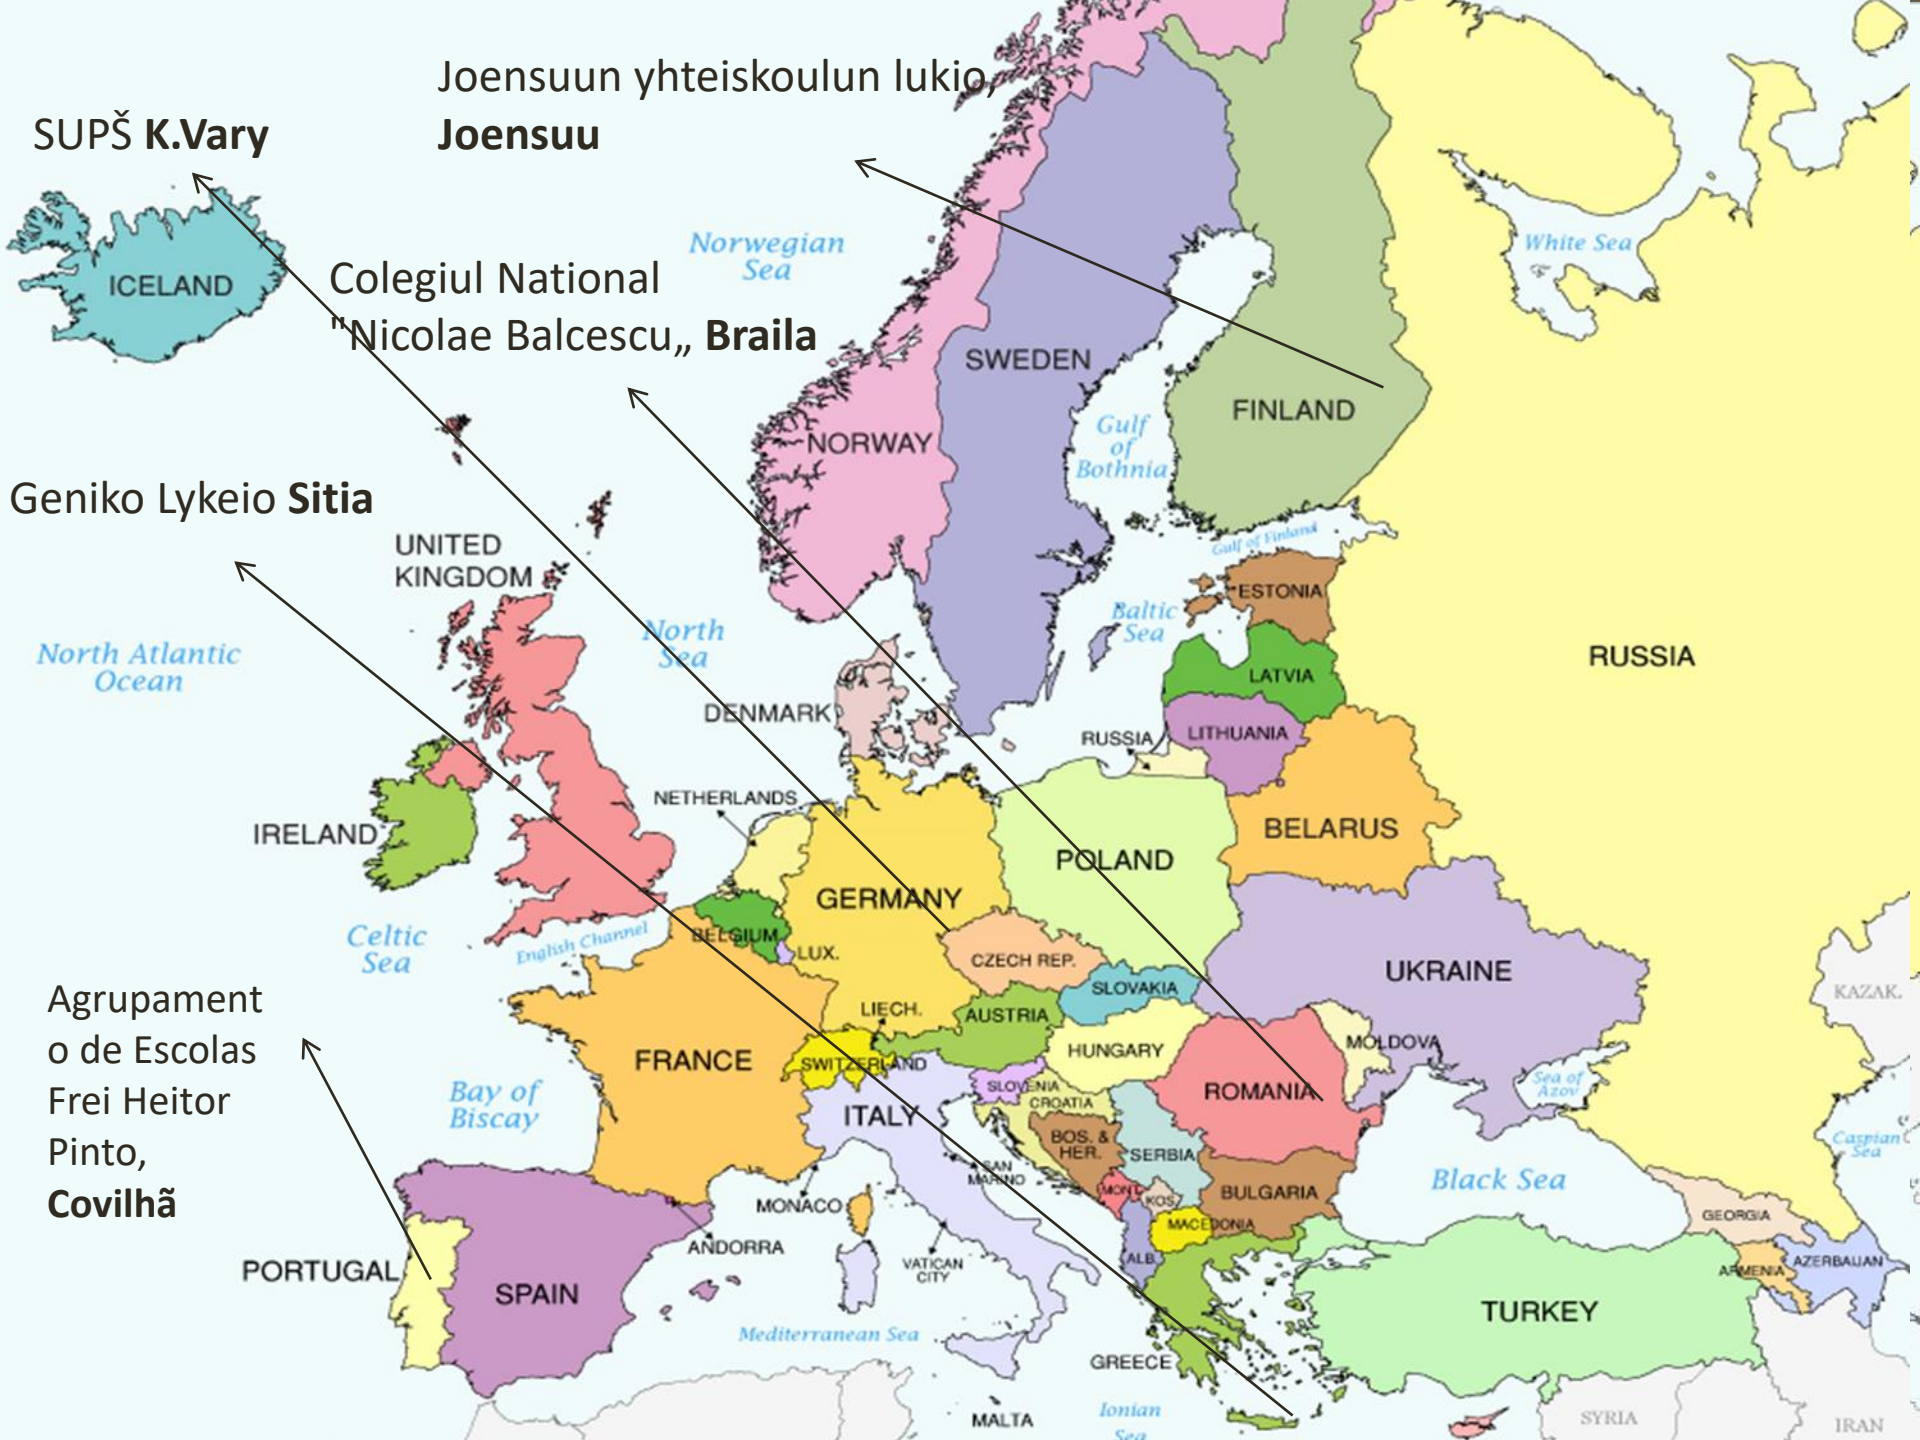 Joensuun yhteiskoulun lukio,
Joensuu
SUPŠ K.Vary
Colegiul National
"Nicolae Balcescu„ Braila
Geniko Lykeio Sitia
Agrupament
o de Escolas
Frei Heitor
Pinto,
Covilhã
ICELAND
Norwegian
Sea
White Sea
SWEDEN
FINLAND
NORWAY
Gulf
of
Bothnia
Gulf of Finland
UNITED
KINGDOM
ESTONIA
Baltic
Sea
North
Sea
North Atlantic
Ocean
RUSSIA
LATVIA
DENMARK
LITHUANIA
RUSSIA
NETHERLANDS
IRELAND
BELARUS
POLAND
GERMANY
BELGIUM
LUX.
English Channel
Celtic
Sea
CZECH REP.
SLOVAKIA
UKRAINE
KAZAK.
LIECH.
AUSTRIA
FRANCE
SWITZERLAND
HUNGARY
MOLDOVA
Bay of
Biscay
SLOVENIA
CROATIA
ROMANIA
Sea of
Azov
ITALY
BOS. &
HER.
SERBIA
Caspian
Sea
SAN
MARINO
MONT.
KOS.
BULGARIA
Black Sea
MONACO
MACEDONIA
GEORGIA
ANDORRA
VATICAN
CITY
ALB.
ARMENIA
AZERBAIJAN
PORTUGAL
SPAIN
TURKEY
Mediterranean Sea
GREECE
MALTA
Ionian
Sea
SYRIA
IRAN